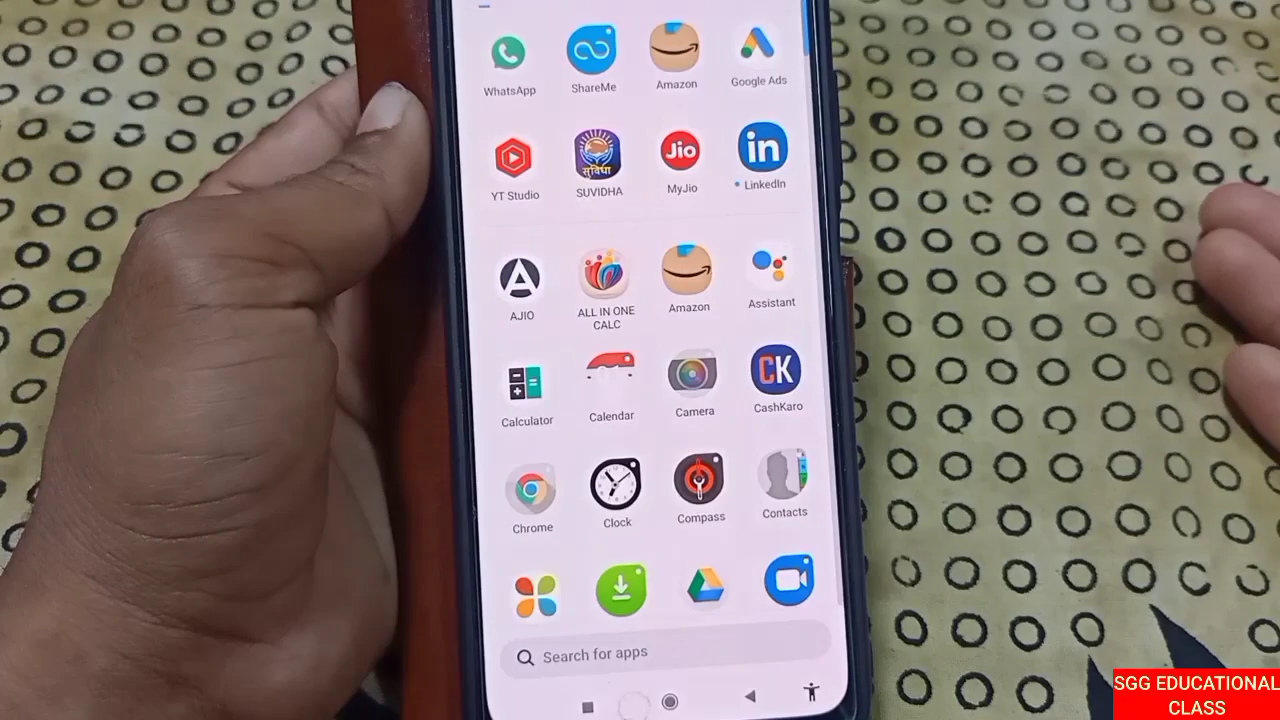 WhatsApp
ShareMe
Amazon
Google Ads
YT Studio
सुविधा
SUVIDHA
Jio
MyJio
in
LinkedIn
A
AJIO
ALL IN ONE
CALC
Amazon
Assistant
Calculator
Calendar
Camera
CK
CashKaro
Chrome
Clock
Compass
Contacts
Search for apps
SGG EDUCATIONAL
CLASS